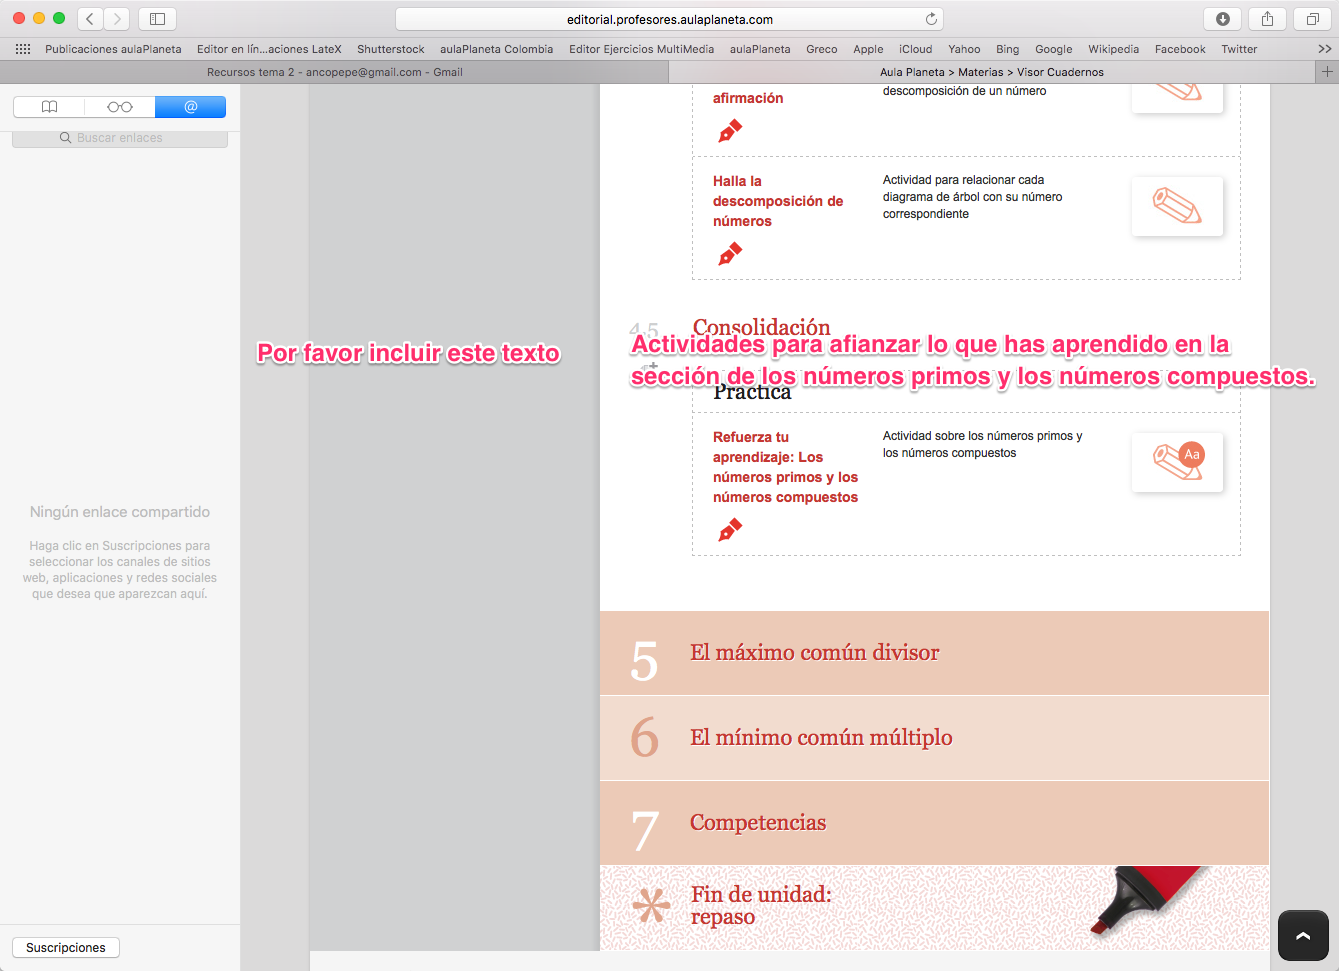 editorial.profesores.aulaplaneta.com
Publicaciones aulaPlaneta Editor en lín...aciones LateX Shutterstock aulaPlaneta Colombia Editor Ejercicios MultiMedia aulaPlaneta Greco Apple iCloud Yahoo Bing Google Wikipedia Facebook Twitter
Recursos tema 2 - ancopepe@gmail.com - Gmail
Aula Planeta > Materias > Visor Cuadernos
@
Buscar enlaces
afirmación
descomposición de un número
Halla la
descomposición de
números
Actividad para relacionar cada
diagrama de árbol con su número
correspondiente
4.5 Consolidación
Por favor incluir este texto
Actividades para afianzar lo que has aprendido en la
sección de los números primos y los números compuestos.
Practica
Refuerza tu
aprendizaje: Los
números primos y los
números compuestos
Actividad sobre los números primos y
los números compuestos
Aa
Ningún enlace compartido
Haga clic en Suscripciones para
seleccionar los canales de sitios
web, aplicaciones y redes sociales
que desea que aparezcan aquí.
5 El máximo común divisor
6 El mínimo común múltiplo
7 Competencias
* Fin de unidad:
repaso
Suscripciones